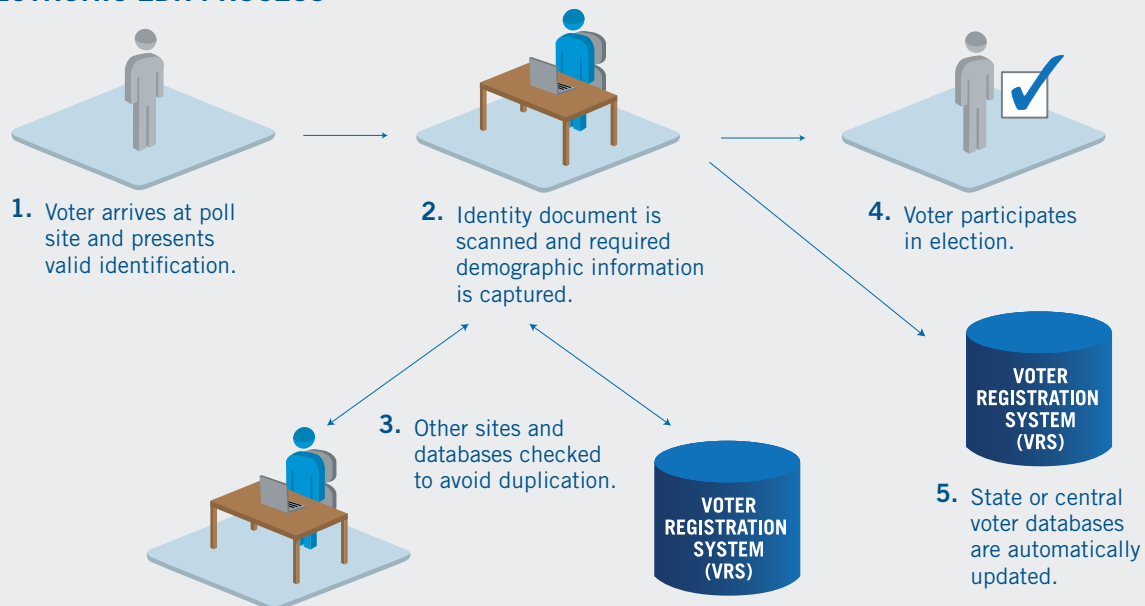 1. Voter arrives at poll
site and presents
valid identification.
2. Identity document is
scanned and required
demographic information
is captured.
4. Voter participates
in election.
3. Other sites and
databases checked
to avoid duplication.
VOTER
REGISTRATION
SYSTEM
(VRS)
VOTER
REGISTRATION
SYSTEM
(VRS)
5. State or central
voter databases
are automatically
updated.